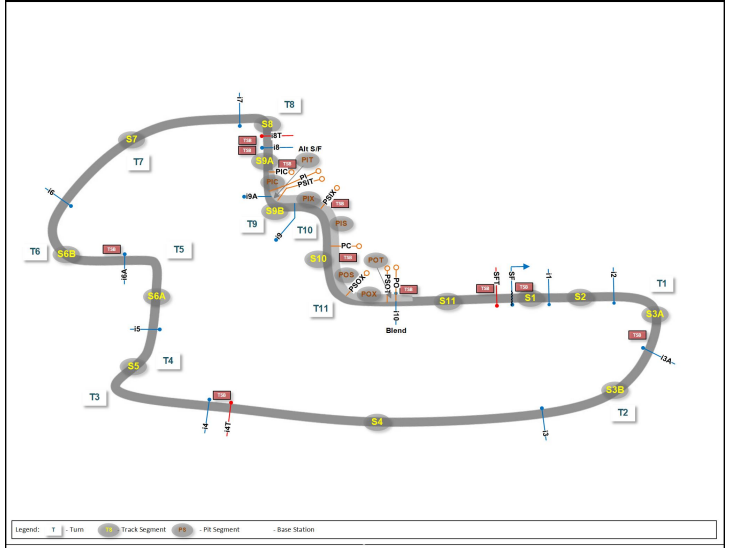 i7
T8
S8
i8T
TSB
i8
TSB
Alt S/F
S7
S9A
TSB
PIT
T7
PIC
PI
PIC
PSIT
i6
i9A
PIX
PSIX
TSB
S9B
T9
i9
T10
PIS
T6
S6B
TSB
i6A
T5
PC
S10
TSB
POT
POS
PSOX
PSOT
PO
SFT
SF
i1
i2
T1
S6A
POX
TSB
TSB
TSB
S11
S1
S2
T11
i10
S3A
Blend
i5
TSB
i3A
T4
S5
T3
TSB
S3B
i4
i4T
S4
T2
i3
Legend: T - Turn TS - Track Segment PS - Pit Segment - Base Station